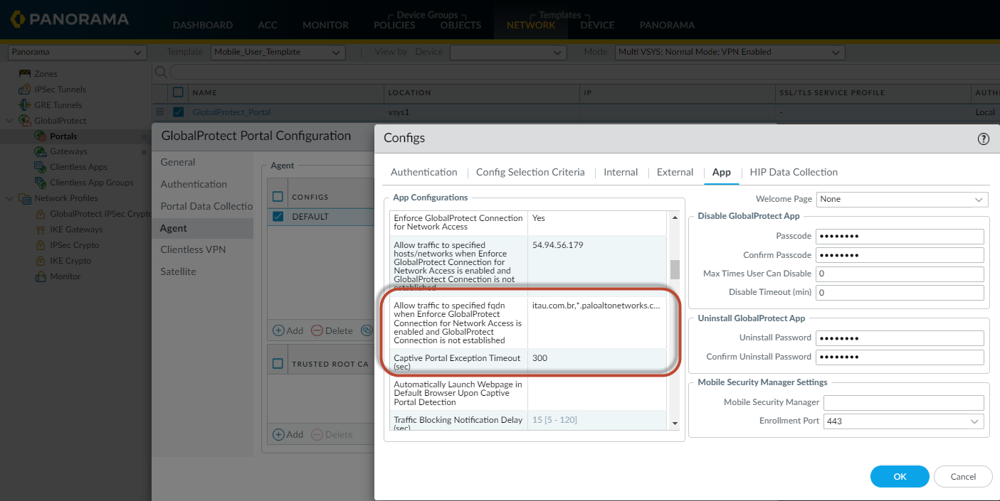 PANORAMA
Device Groups
Templates
DASHBOARD
ACC
MONITOR
POLICIES
OBJECTS
NETWORK
DEVICE
PANORAMA
Panorama
Template
Mobile_User_Template
View by
Device
Mode
Multi VSYS; Normal Mode; VPN Enabled
Zones
IPSec Tunnels
GRE Tunnels
GlobalProtect
Portals
Gateways
Clientless Apps
Clientless App Groups
Network Profiles
GlobalProtect IPSec Crypto
IKE Gateways
IPSec Crypto
IKE Crypto
Monitor
NAME
LOCATION
IP
SSL/TLS SERVICE PROFILE
AUTHE
GlobalProtect_Portal
vsys1
-
Local
GlobalProtect Portal Configuration
General
Authentication
Portal Data Collectio
Agent
Clientless VPN
Satellite
Agent
CONFIGS
DEFAULT
Add
Delete
TRUSTED ROOT CA
Add
Delete
Configs
?
Authentication
Config Selection Criteria
Internal
External
App
HIP Data Collection
App Configurations
Enforce GlobalProtect Connection
for Network Access
Yes
Allow traffic to specified
hosts/networks when Enforce
GlobalProtect Connection for
Network Access is enabled and
GlobalProtect Connection is not
established
54.94.56.179
Allow traffic to specified fqdn
when Enforce GlobalProtect
Connection for Network Access is
enabled and GlobalProtect
Connection is not established
itau.com.br,*.paloaltonetworks.c...
Captive Portal Exception Timeout
(sec)
300
Automatically Launch Webpage in
Default Browser Upon Captive
Portal Detection
Traffic Blocking Notification Delay
(sec)
15 [5 - 120]
Welcome Page
None
Disable GlobalProtect App
Passcode
••••••••
Confirm Passcode
••••••••
Max Times User Can Disable
0
Disable Timeout (min)
0
Uninstall GlobalProtect App
Uninstall Password
••••••••
Confirm Uninstall Password
••••••••
Mobile Security Manager Settings
Mobile Security Manager
Enrollment Port
443
OK
Cancel